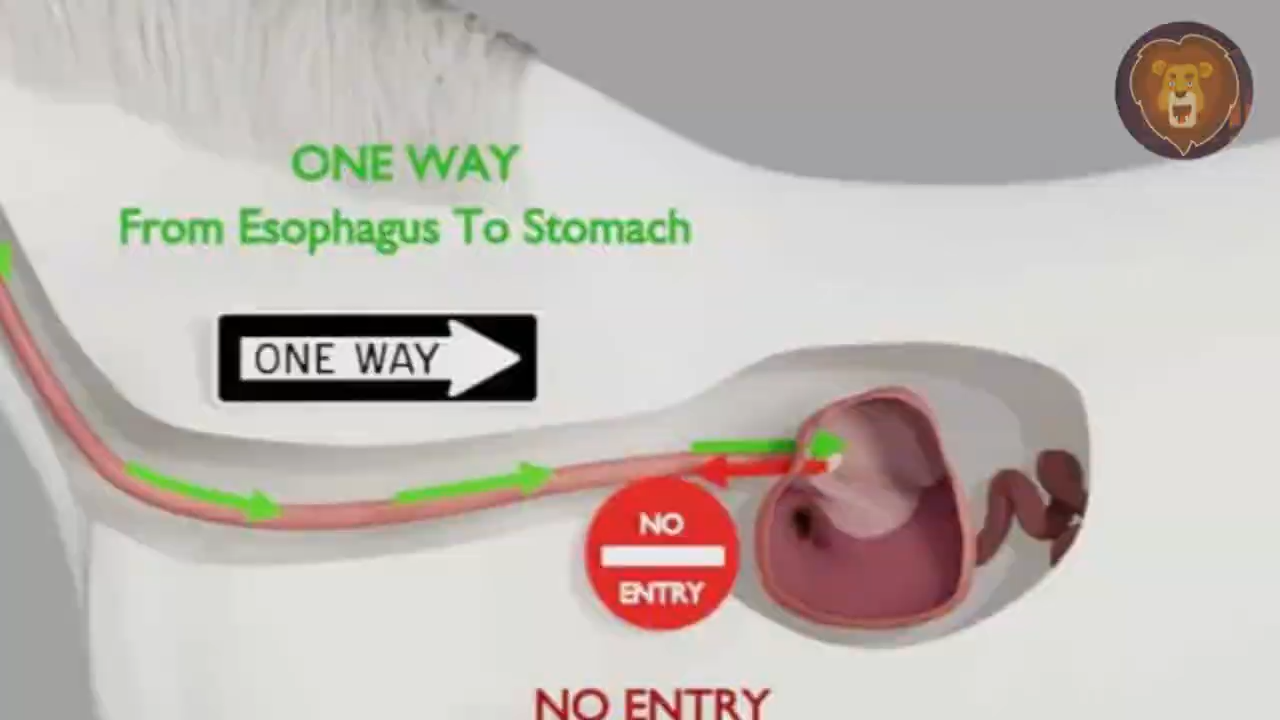 ONE WAY
From Esophagus To Stomach
ONE WAY
NO
ENTRY
NO ENTRY